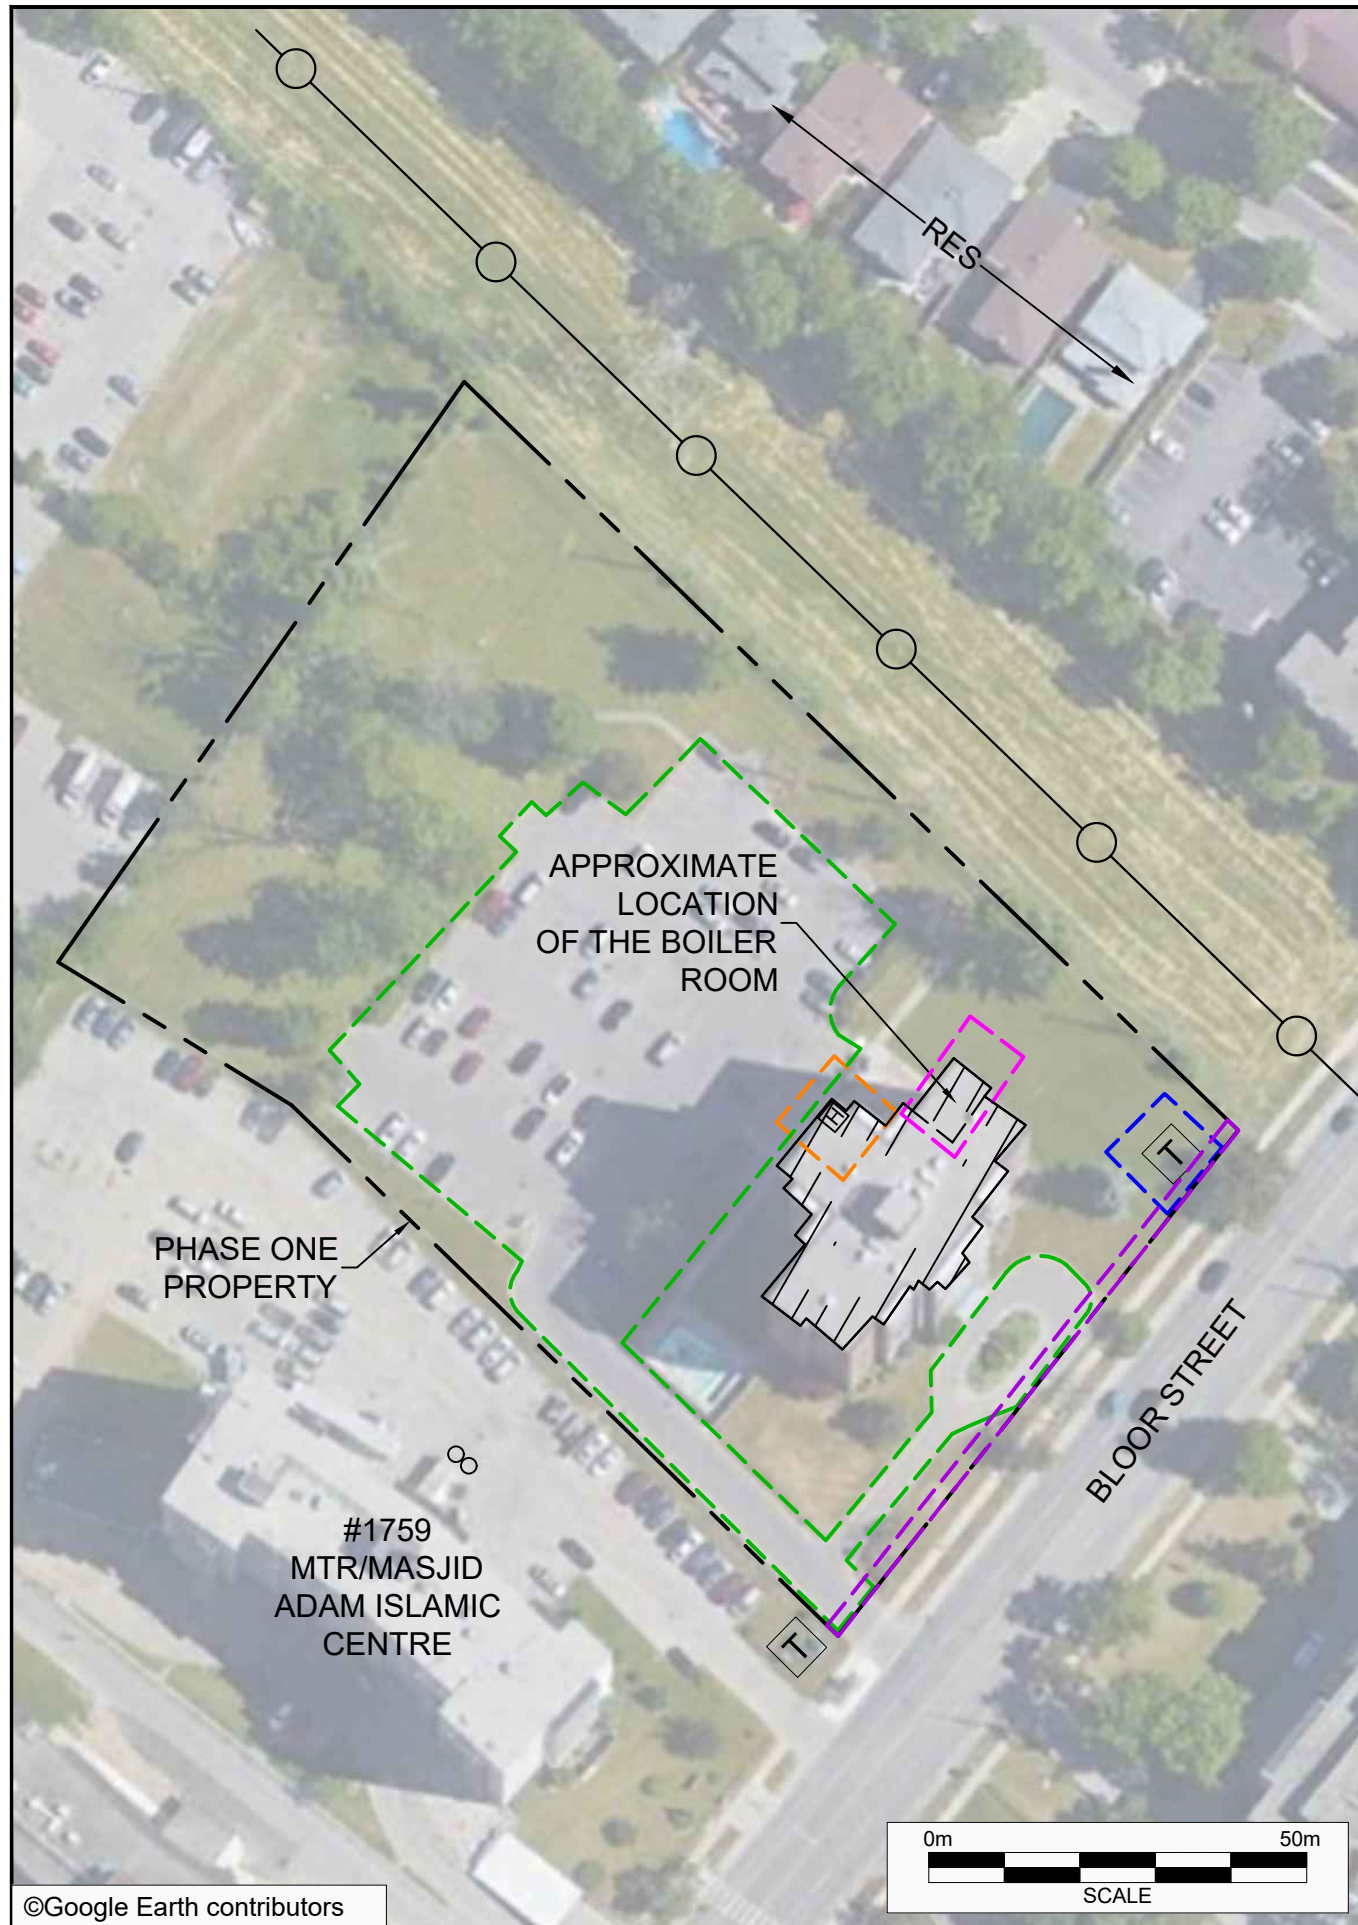 RES
APPROXIMATE
LOCATION
OF THE BOILER
ROOM
H
T
PHASE ONE
PROPERTY
BLOOR STREET
#1759
MTR/MASJID
ADAM ISLAMIC
CENTRE
T
0m 50m
SCALE
©Google Earth contributors